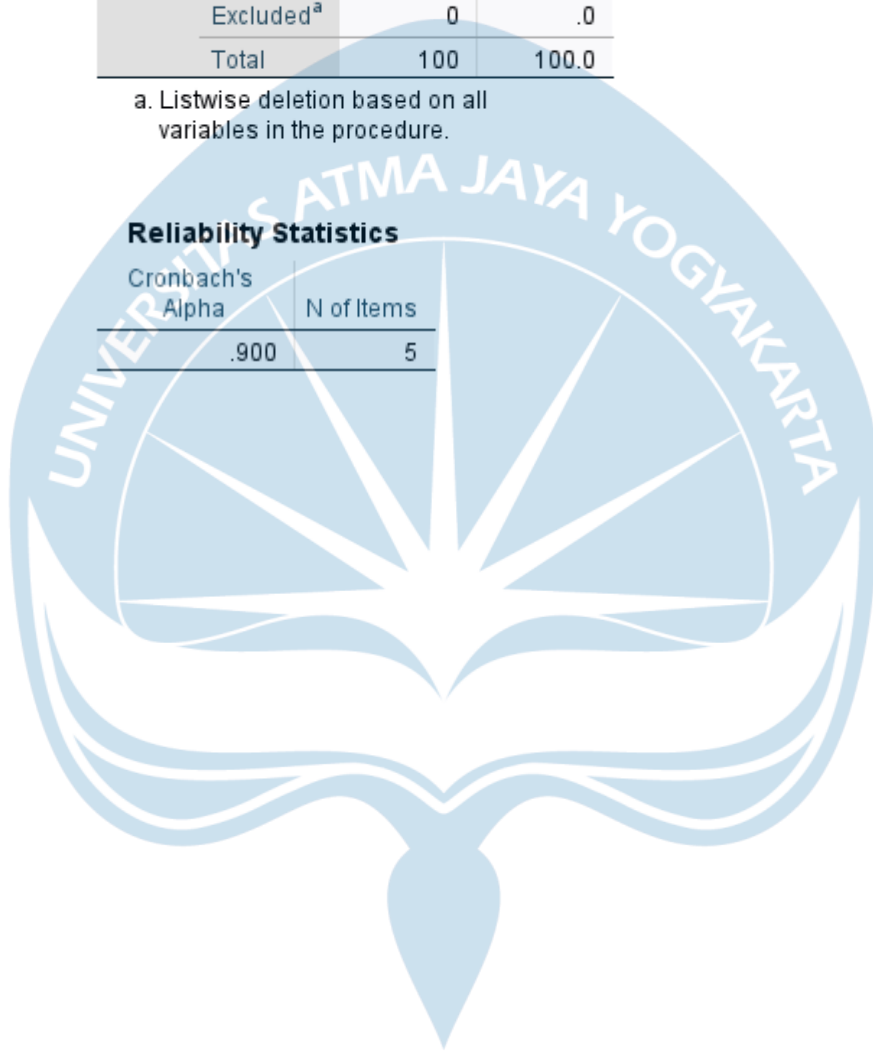 Excludedᵃ 0 .0
Total 100 100.0
a. Listwise deletion based on all
variables in the procedure.
UNIVERSITAS ATMA JAYA YOGYAKARTA
Reliability Statistics
Cronbach's
Alpha N of Items
.900 5